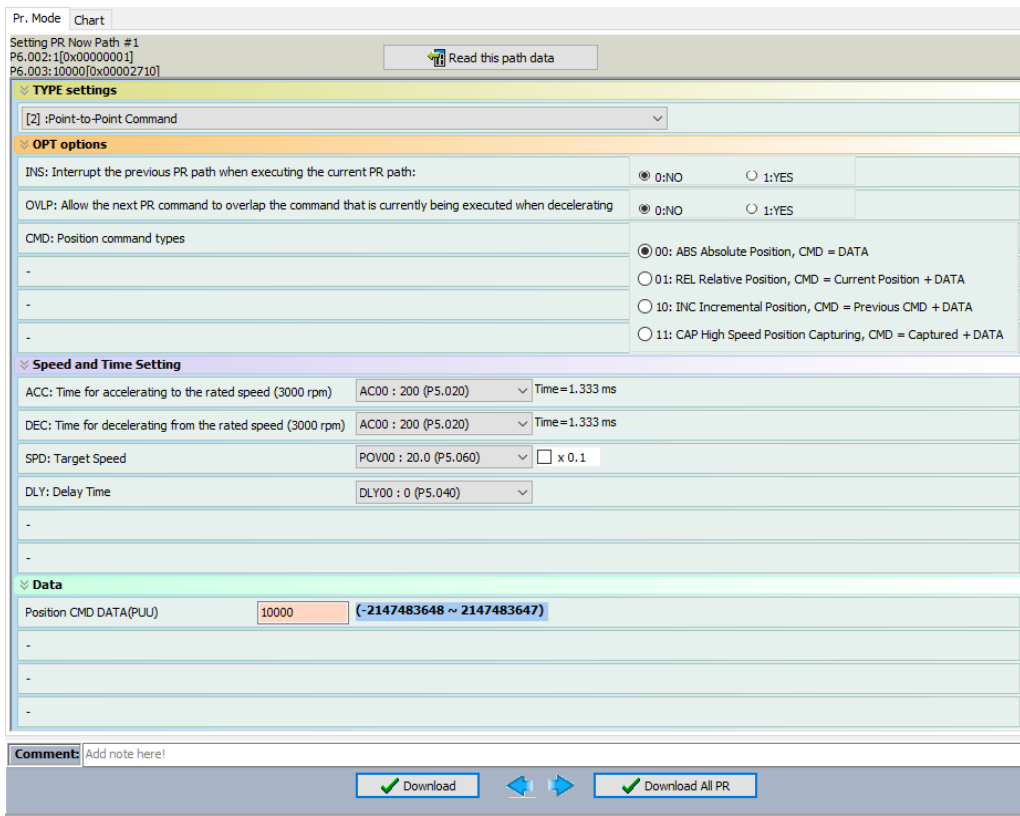 Pr. Mode Chart
Setting PR Now Path #1
P6.002:1[0x00000001]
P6.003:10000[0x00002710]
Read this path data
TYPE settings
[2] :Point-to-Point Command
OPT options
INS: Interrupt the previous PR path when executing the current PR path: 0:NO 1:YES
OVLP: Allow the next PR command to overlap the command that is currently being executed when decelerating 0:NO 1:YES
CMD: Position command types
00: ABS Absolute Position, CMD = DATA
-
01: REL Relative Position, CMD = Current Position + DATA
-
10: INC Incremental Position, CMD = Previous CMD + DATA
-
11: CAP High Speed Position Capturing, CMD = Captured + DATA
Speed and Time Setting
ACC: Time for accelerating to the rated speed (3000 rpm) AC00 : 200 (P5.020) Time=1.333 ms
DEC: Time for decelerating from the rated speed (3000 rpm) AC00 : 200 (P5.020) Time=1.333 ms
SPD: Target Speed POV00 : 20.0 (P5.060) x 0.1
DLY: Delay Time DLY00 : 0 (P5.040)
-
-
Data
Position CMD DATA(PUU) 10000 (-2147483648 ~ 2147483647)
-
-
-
Comment: Add note here!
Download Download All PR